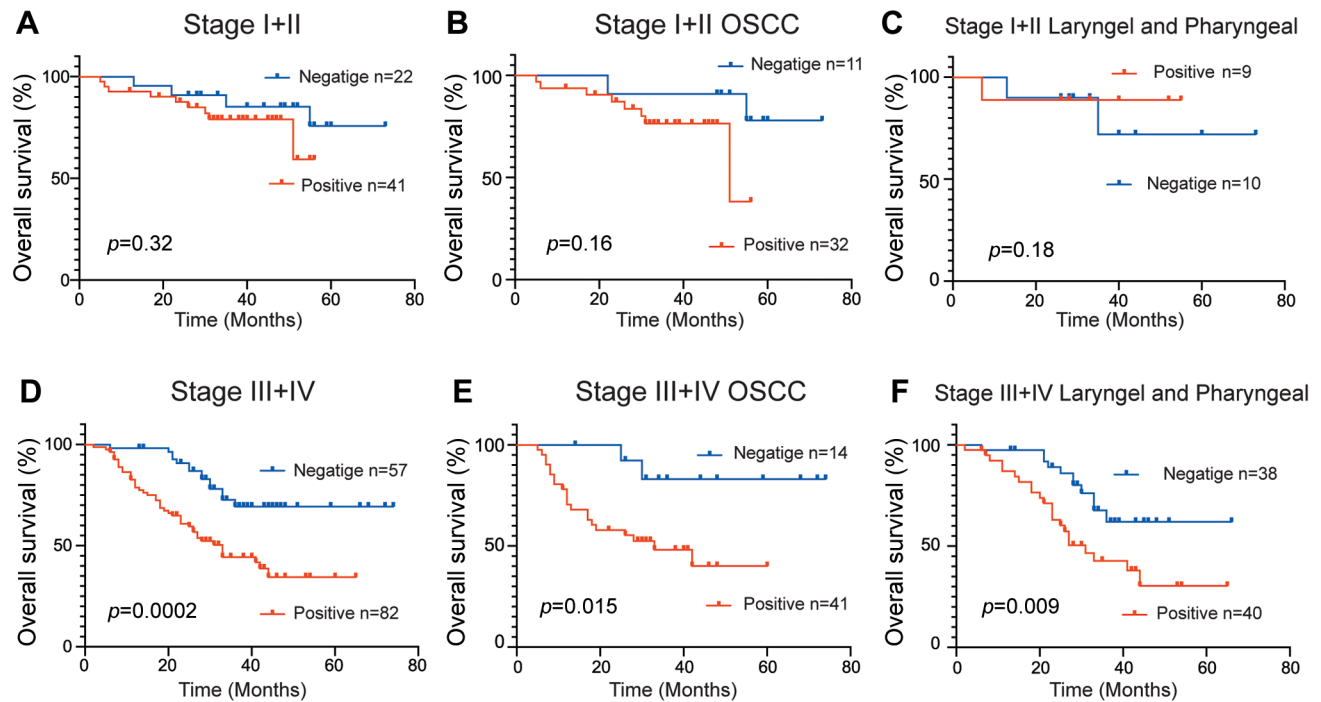 A
Stage I+II
Overall survival (%)
100
50
0
Negatige n=22
Positive n=41
p=0.32
0 20 40 60 80
Time (Months)
B
Stage I+II OSCC
Overall survival (%)
100
50
0
Negatige n=11
Positive n=32
p=0.16
0 20 40 60 80
Time (Months)
C
Stage I+II Laryngel and Pharyngeal
Overall survival (%)
100
50
0
Positive n=9
Negatige n=10
p=0.18
0 20 40 60 80
Time (Months)
D
Stage III+IV
Overall survival (%)
100
50
0
Negatige n=57
Positive n=82
p=0.0002
0 20 40 60 80
Time (Months)
E
Stage III+IV OSCC
Overall survival (%)
100
50
0
Negatige n=14
Positive n=41
p=0.015
0 20 40 60 80
Time (Months)
F
Stage III+IV Laryngel and Pharyngeal
Overall survival (%)
100
50
0
Negatige n=38
Positive n=40
p=0.009
0 20 40 60 80
Time (Months)